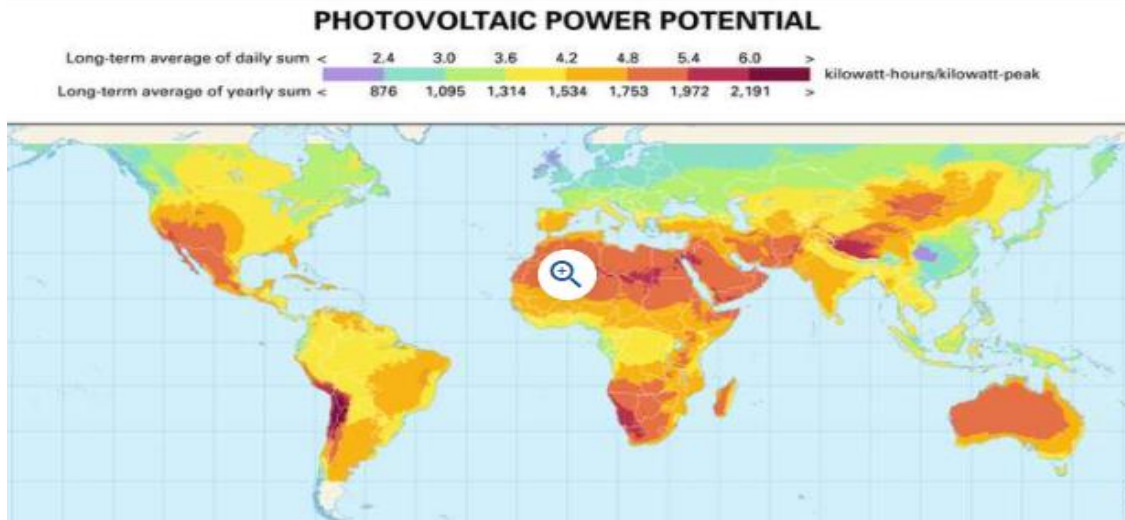 PHOTOVOLTAIC POWER POTENTIAL
Long-term average of daily sum < 2.4 3.0 3.6 4.2 4.8 5.4 6.0 >
kilowatt-hours/kilowatt-peak
Long-term average of yearly sum < 876 1,095 1,314 1,534 1,753 1,972 2,191 >